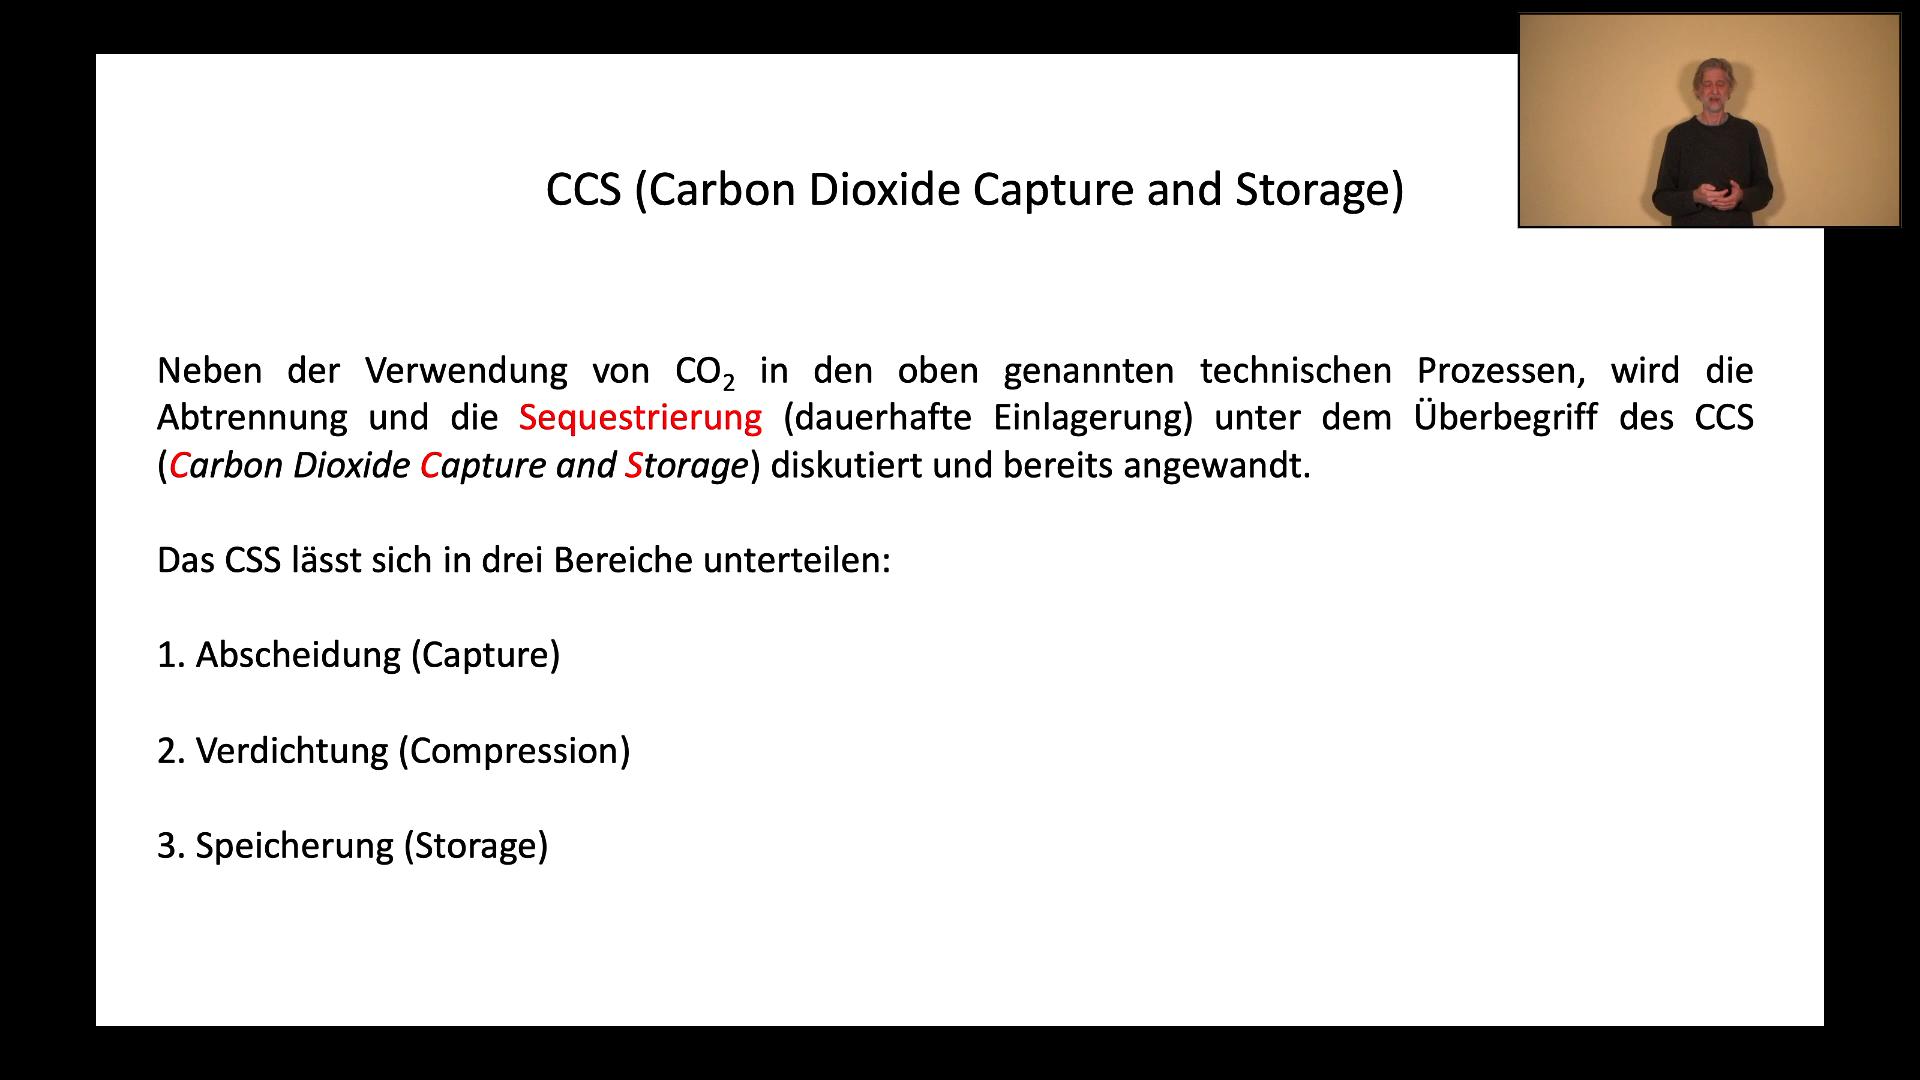 CCS (Carbon Dioxide Capture and Storage)
Neben der Verwendung von CO₂ in den oben genannten technischen Prozessen, wird die
Abtrennung und die Sequestrierung (dauerhafte Einlagerung) unter dem Überbegriff des CCS
(Carbon Dioxide Capture and Storage) diskutiert und bereits angewandt.
Das CSS lässt sich in drei Bereiche unterteilen:
1. Abscheidung (Capture)
2. Verdichtung (Compression)
3. Speicherung (Storage)